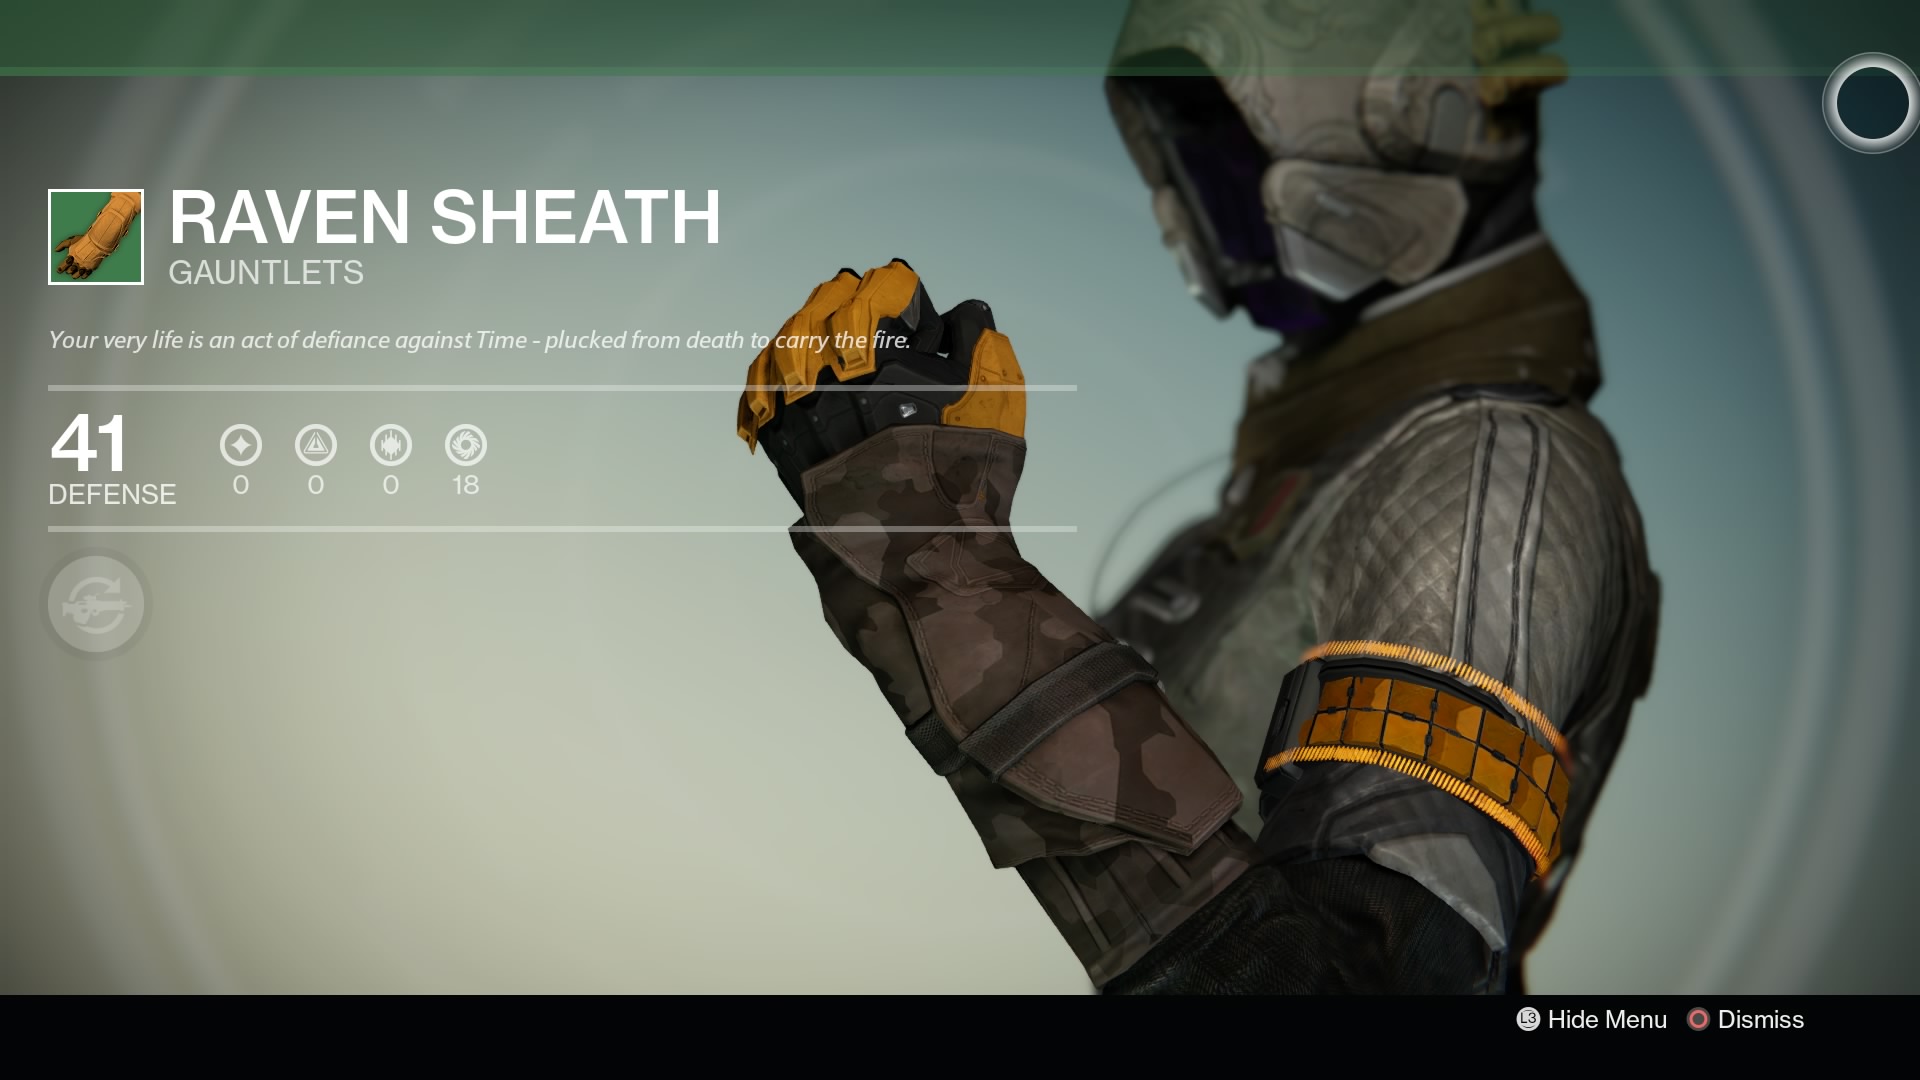 RAVEN SHEATH
GAUNTLETS
Your very life is an act of defiance against Time - plucked from death to carry the fire.
41
DEFENSE
0 0 0 18
L3 Hide Menu Dismiss